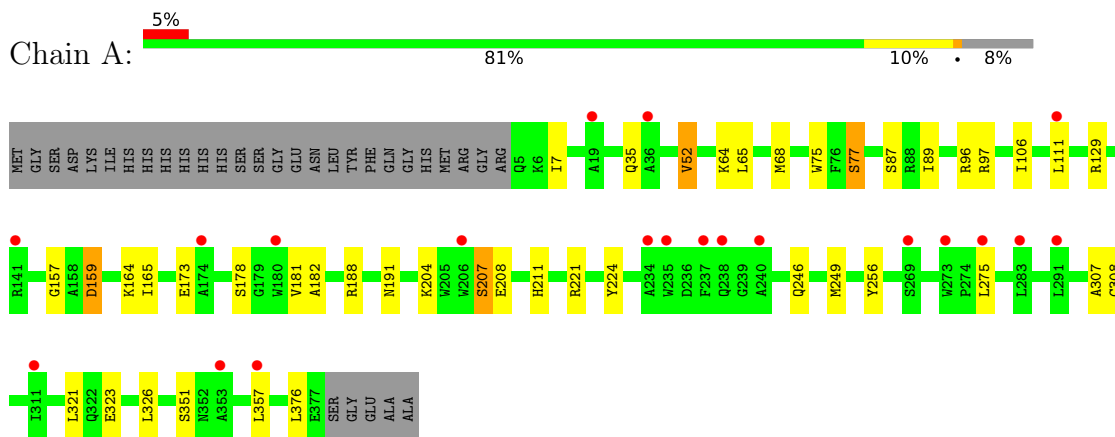 5%
Chain A:
81% 10% • 8%
MET GLY SER ASP LYS ILE HIS HIS HIS HIS HIS HIS SER SER GLY GLU ASN LEU TYR PHE GLN GLY HIS MET ARG GLY ARG Q5 K6 I7 A19 Q35 A36 V52 K64 L65 M68 W75 F76 S77 S87 R88 I89 R96 R97 I106 L111 R129
R141 G157 A158 D159 K164 I165 E173 A174 S178 G179 W180 V181 A182 R188 N191 K204 W205 W206 S207 E208 H211 R221 Y224 A234 W235 D236 F237 Q238 G239 A240 Q246 M249 Y256 S269 W273 P274 L275 L283 L291 A307
I311 L321 Q322 E323 L326 S351 N352 A353 L357 L376 E377 SER GLY GLU ALA ALA